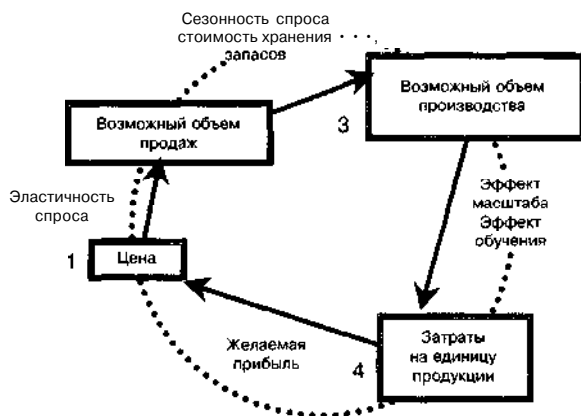 Сезонность спроса
стоимость хранения
запасов
Возможный объем
продаж
Возможный объем
производства
3
Эластичность
спроса
Эффект
масштаба
Эффект
обучения
1
Цена
Желаемая
прибыль
4
Затраты
на единицу
продукции